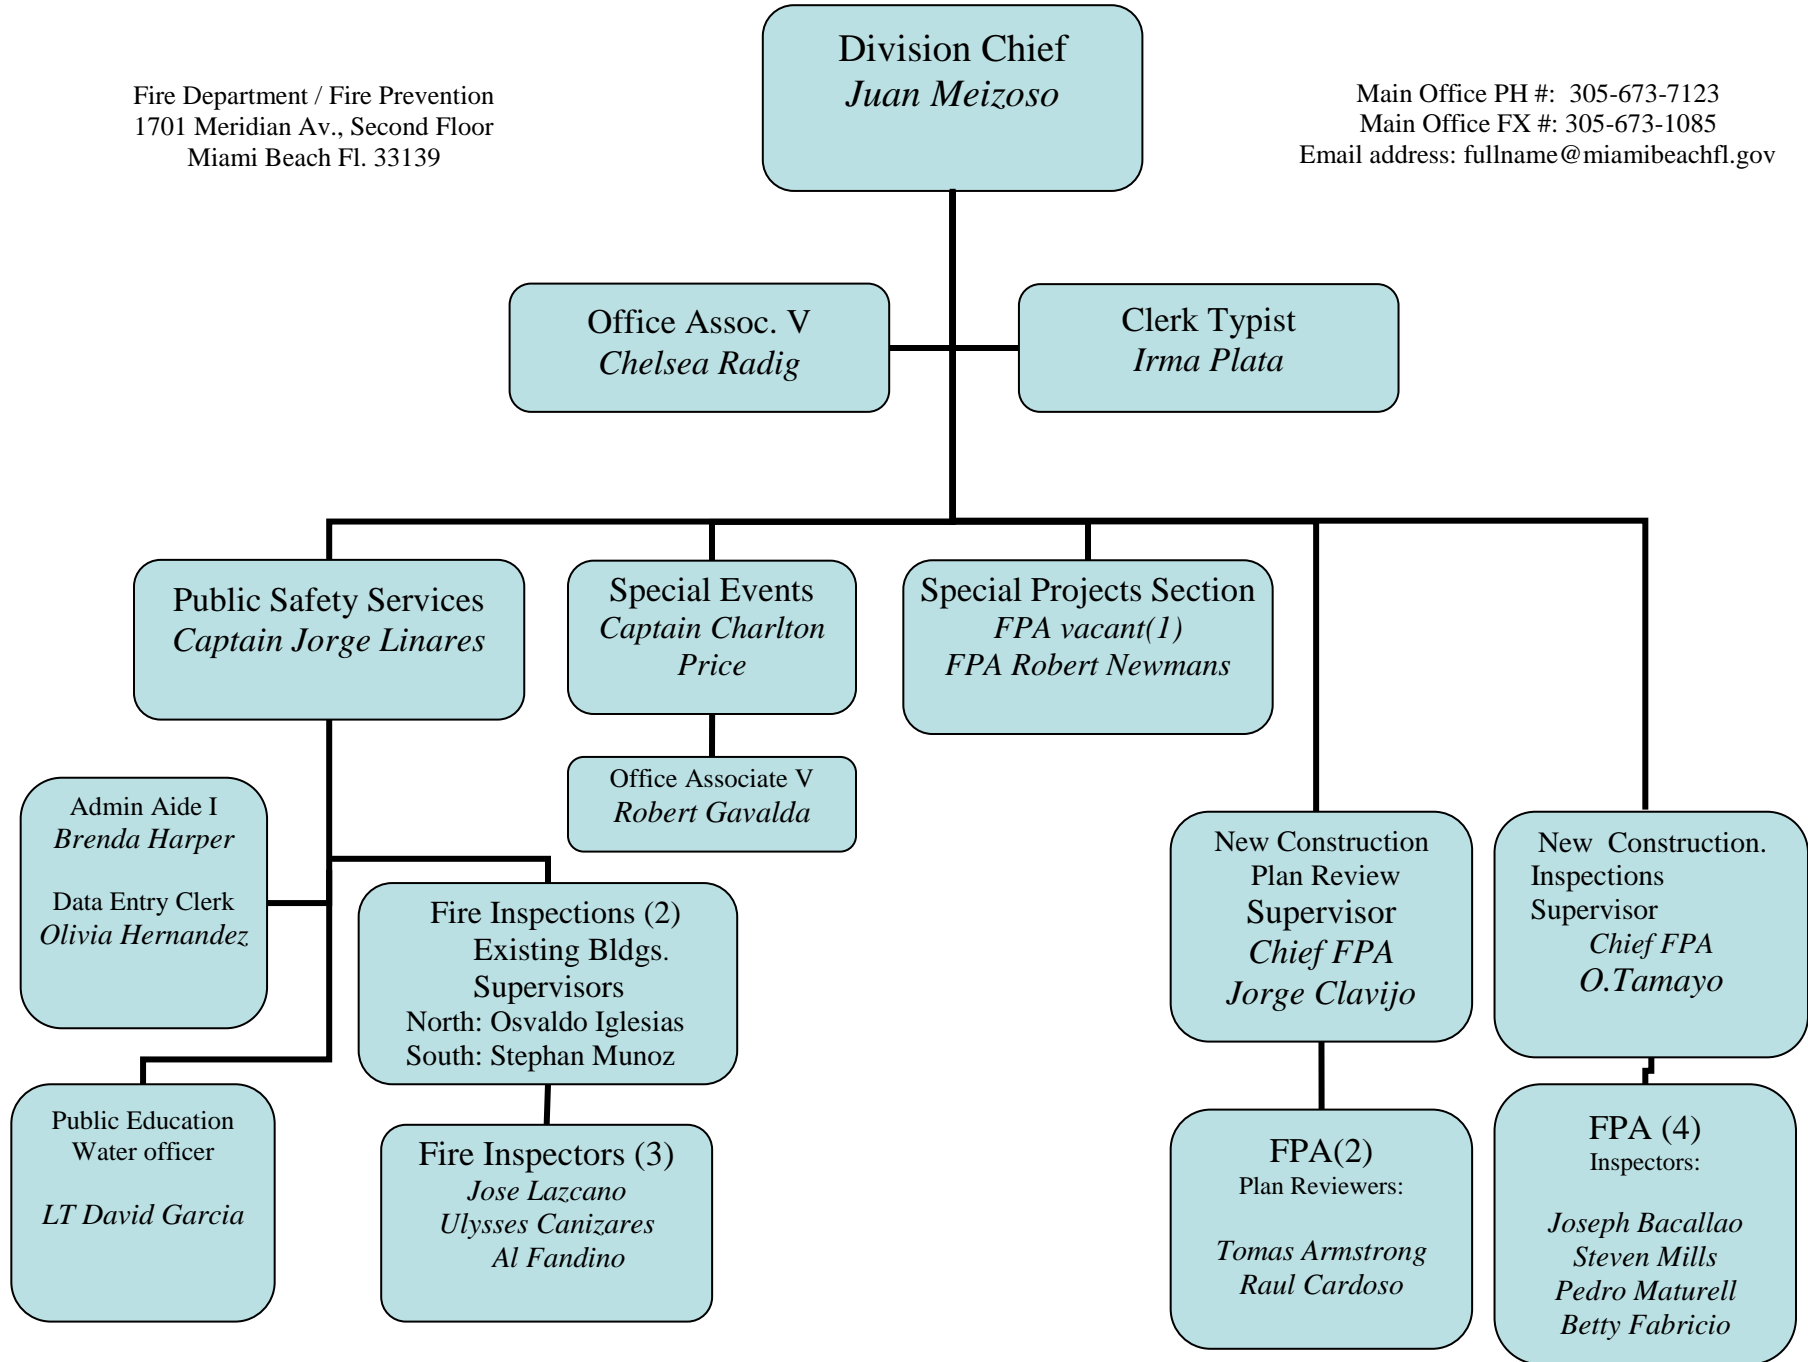 Division Chief
Juan Meizoso
Fire Department / Fire Prevention
1701 Meridian Av., Second Floor
Miami Beach Fl. 33139
Main Office PH #: 305-673-7123
Main Office FX #: 305-673-1085
Email address: fullname@miamibeachfl.gov
Office Assoc. V
Chelsea Radig
Clerk Typist
Irma Plata
Public Safety Services
Captain Jorge Linares
Special Events
Captain Charlton
Price
Special Projects Section
FPA vacant(1)
FPA Robert Newmans
Office Associate V
Robert Gavalda
Admin Aide I
Brenda Harper
Data Entry Clerk
Olivia Hernandez
Fire Inspections (2)
Existing Bldgs.
Supervisors
North: Osvaldo Iglesias
South: Stephan Munoz
New Construction
Plan Review
Supervisor
Chief FPA
Jorge Clavijo
New Construction.
Inspections
Supervisor
Chief FPA
O.Tamayo
Public Education
Water officer
LT David Garcia
Fire Inspectors (3)
Jose Lazcano
Ulysses Canizares
Al Fandino
FPA(2)
Plan Reviewers:
Tomas Armstrong
Raul Cardoso
FPA (4)
Inspectors:
Joseph Bacallao
Steven Mills
Pedro Maturell
Betty Fabricio